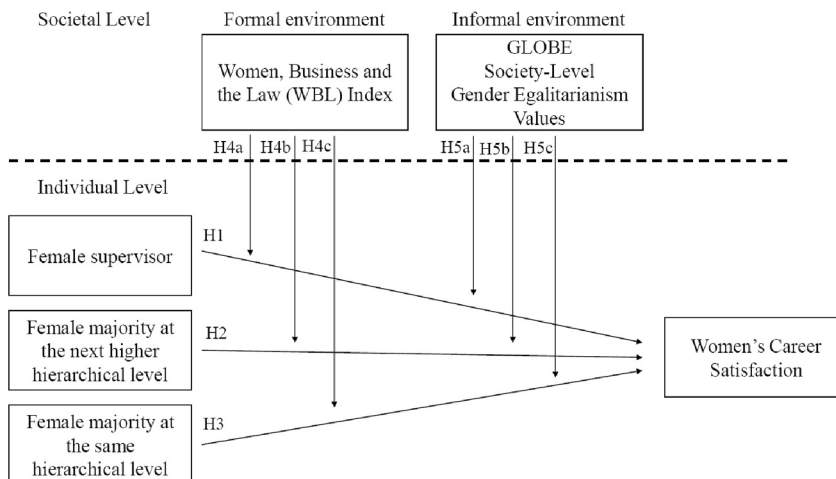 Societal Level
Formal environment
Informal environment
Women, Business and
the Law (WBL) Index
GLOBE
Society-Level
Gender Egalitarianism
Values
H4a
H4b
H4c
H5a
H5b
H5c
Individual Level
H1
Female supervisor
H2
Female majority at
the next higher
hierarchical level
Women’s Career
Satisfaction
H3
Female majority at
the same
hierarchical level